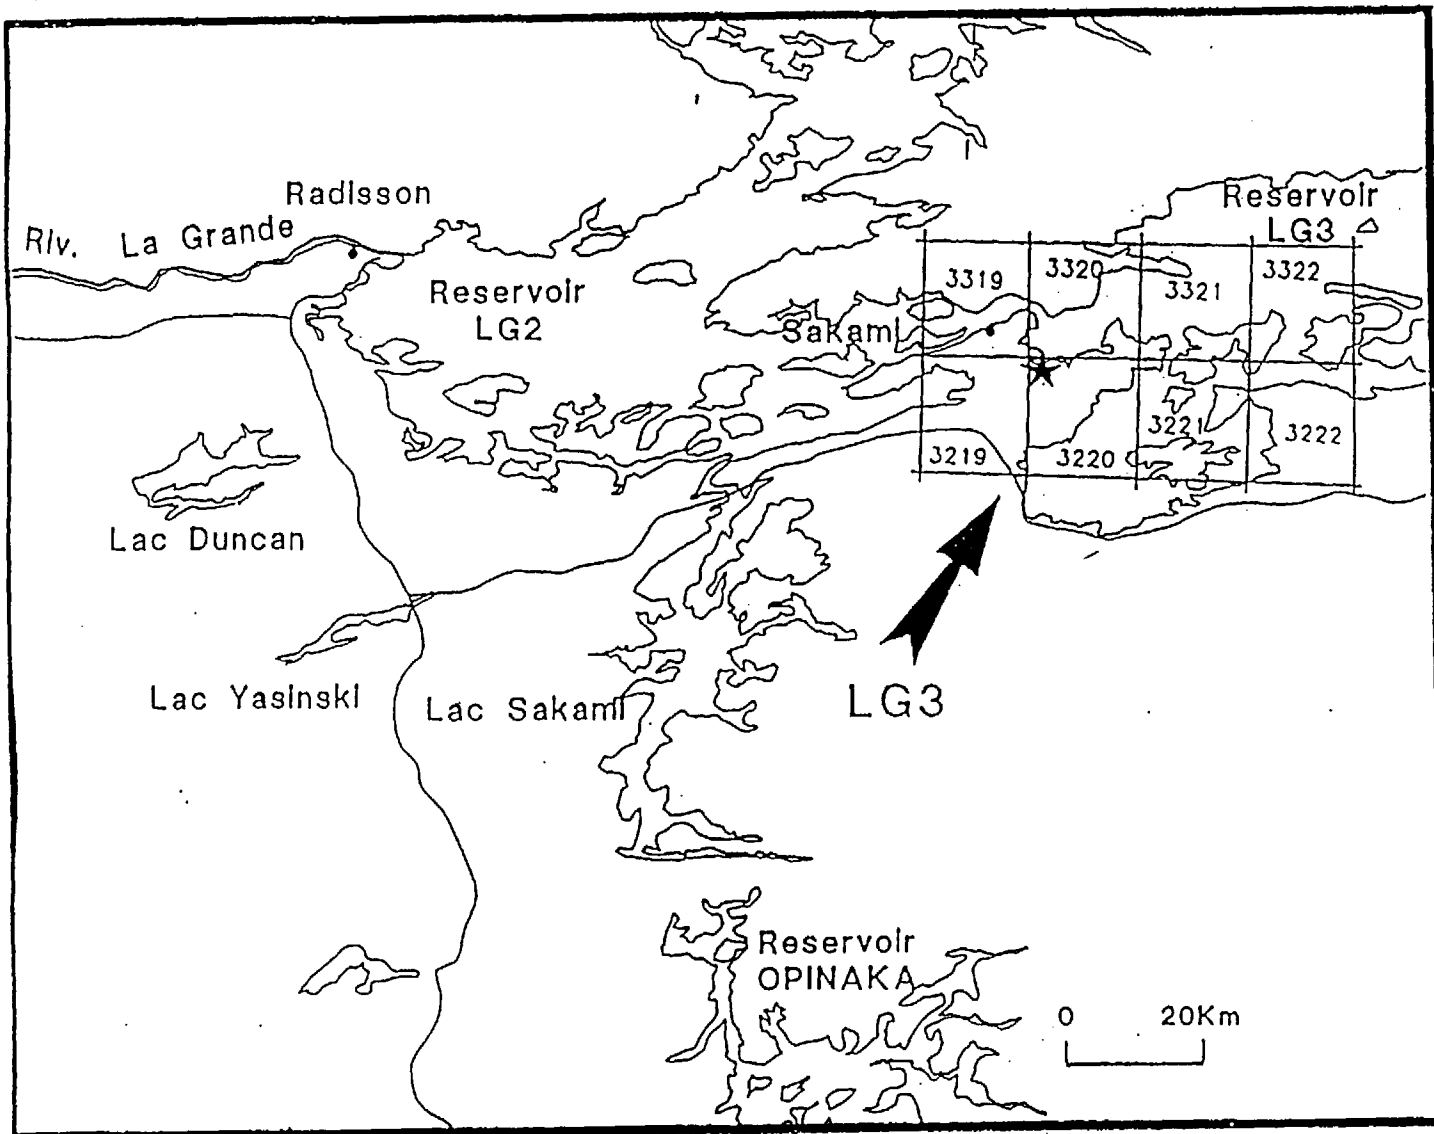 Radisson
Riv. La Grande
Reservoir
LG3
3319
3320
3321
3322
Reservoir
LG2
Sakami
3219
3220
3221
3222
Lac Duncan
Lac Yasinski
Lac Sakami
LG3
Reservoir
OPINAKA
0 20Km